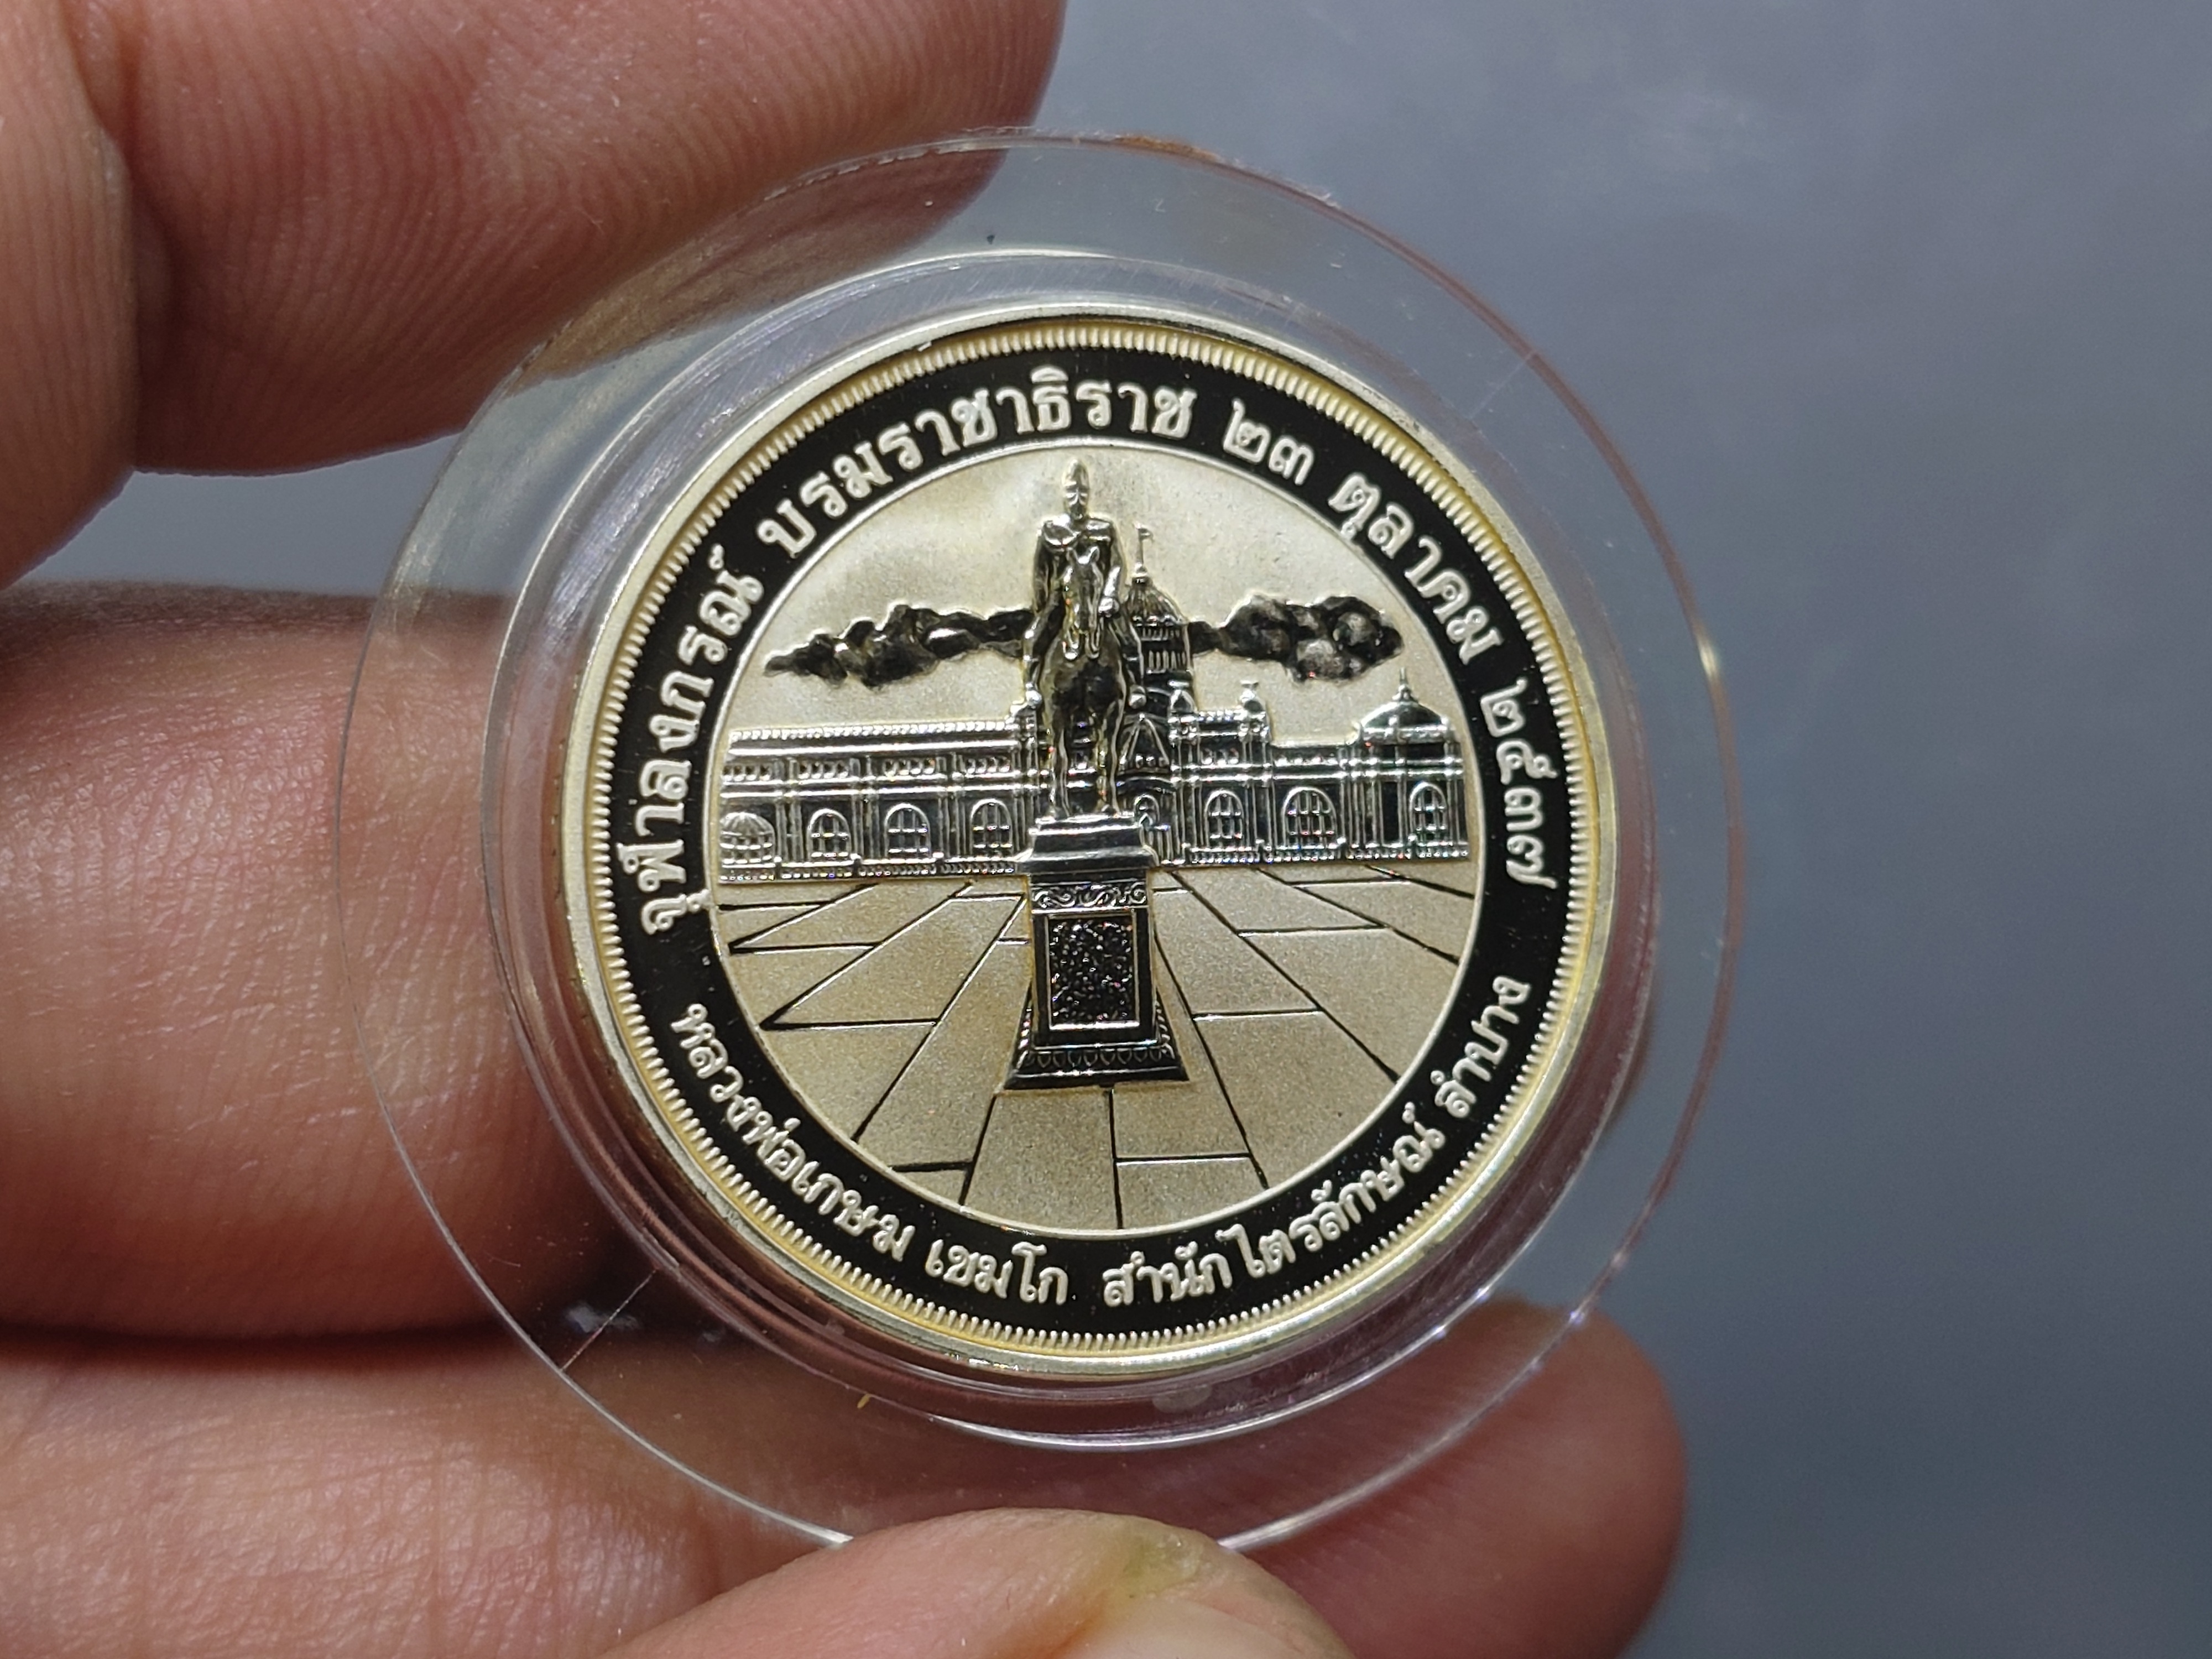 จุฬาลงกรณ์ บรมราชาธิราช ๒๓ ตุลาคม ๒๕๓๗
หลวงพ่อเกษม เขมโก สำนักไตรลักษณ์ ลำปาง